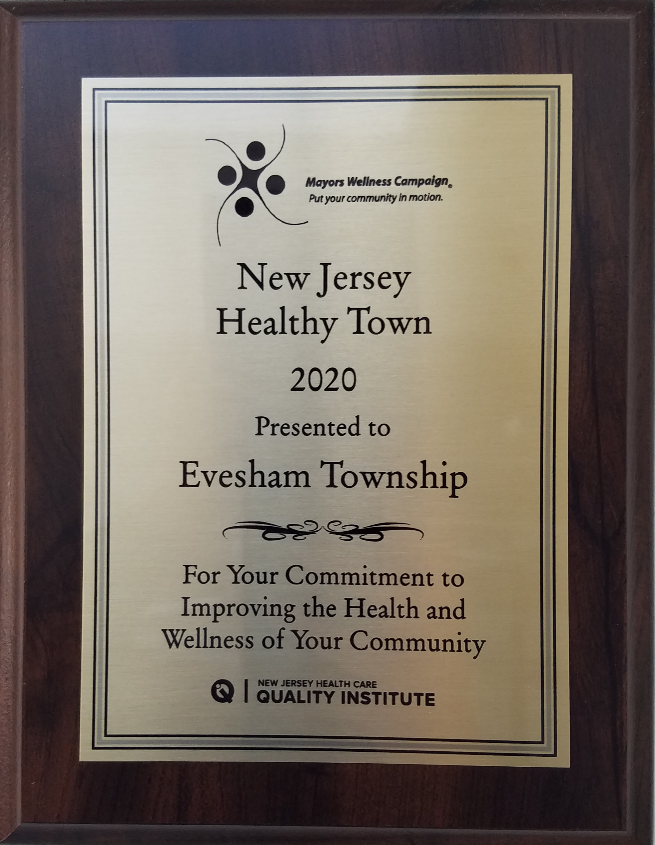 Mayors Wellness Campaign®
Put your community in motion.
New Jersey
Healthy Town
2020
Presented to
Evesham Township
For Your Commitment to
Improving the Health and
Wellness of Your Community
Q | NEW JERSEY HEALTH CARE
QUALITY INSTITUTE